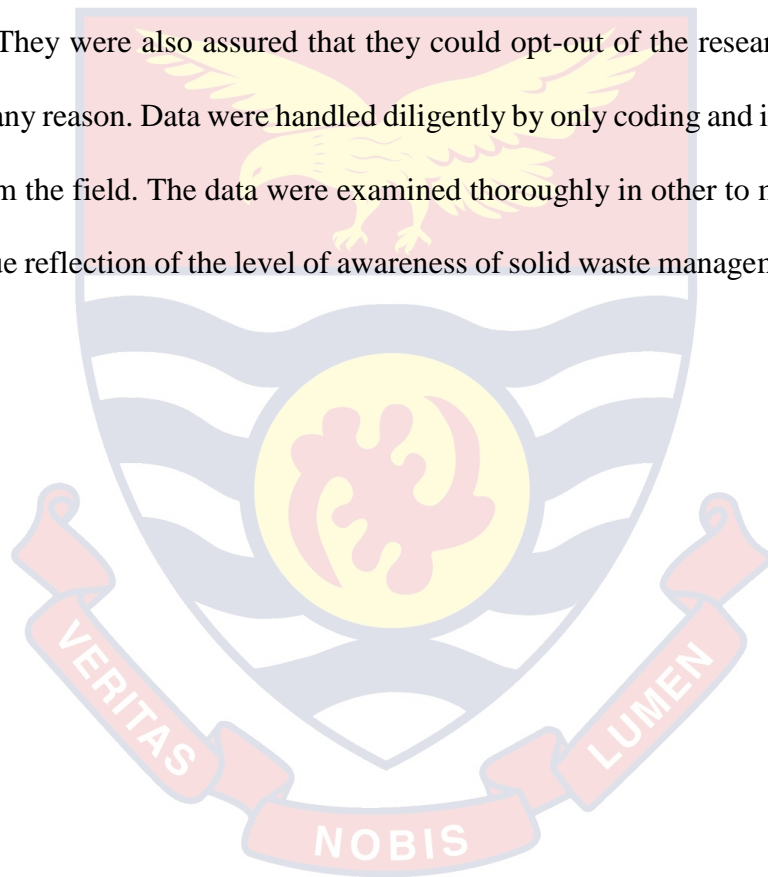 They were also assured that they could opt-out of the resear
any reason. Data were handled diligently by only coding and i
m the field. The data were examined thoroughly in other to
ue reflection of the level of awareness of solid waste manage
VERITAS
NOBIS
LUMEN